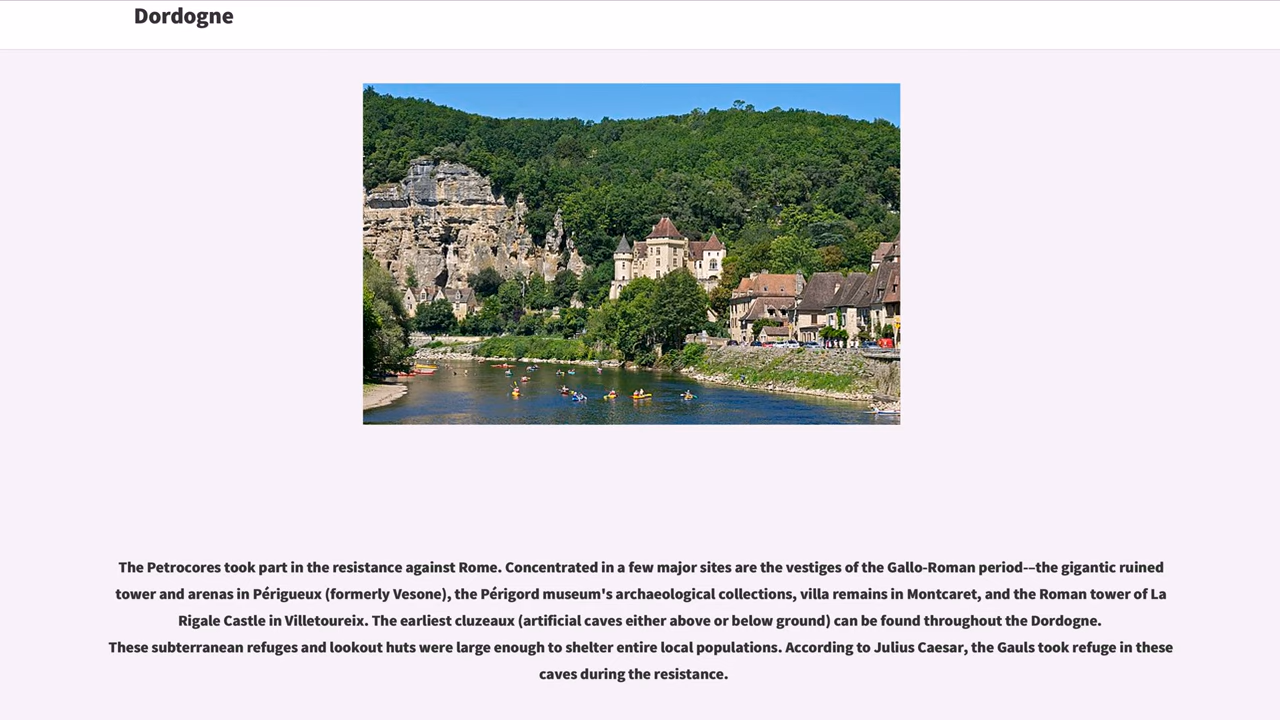 Dordogne
The Petrocores took part in the resistance against Rome. Concentrated in a few major sites are the vestiges of the Gallo-Roman period--the gigantic ruined
tower and arenas in Périgueux (formerly Vesone), the Périgord museum's archaeological collections, villa remains in Montcaret, and the Roman tower of La
Rigale Castle in Villetoureix. The earliest cluzeaux (artificial caves either above or below ground) can be found throughout the Dordogne.
These subterranean refuges and lookout huts were large enough to shelter entire local populations. According to Julius Caesar, the Gauls took refuge in these
caves during the resistance.